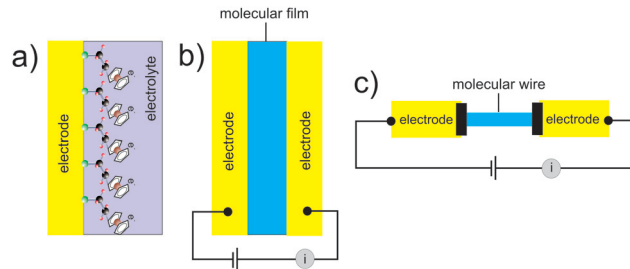 a)
electrode
electrolyte
b)
molecular film
electrode
electrode
i
c)
molecular wire
electrode
electrode
i